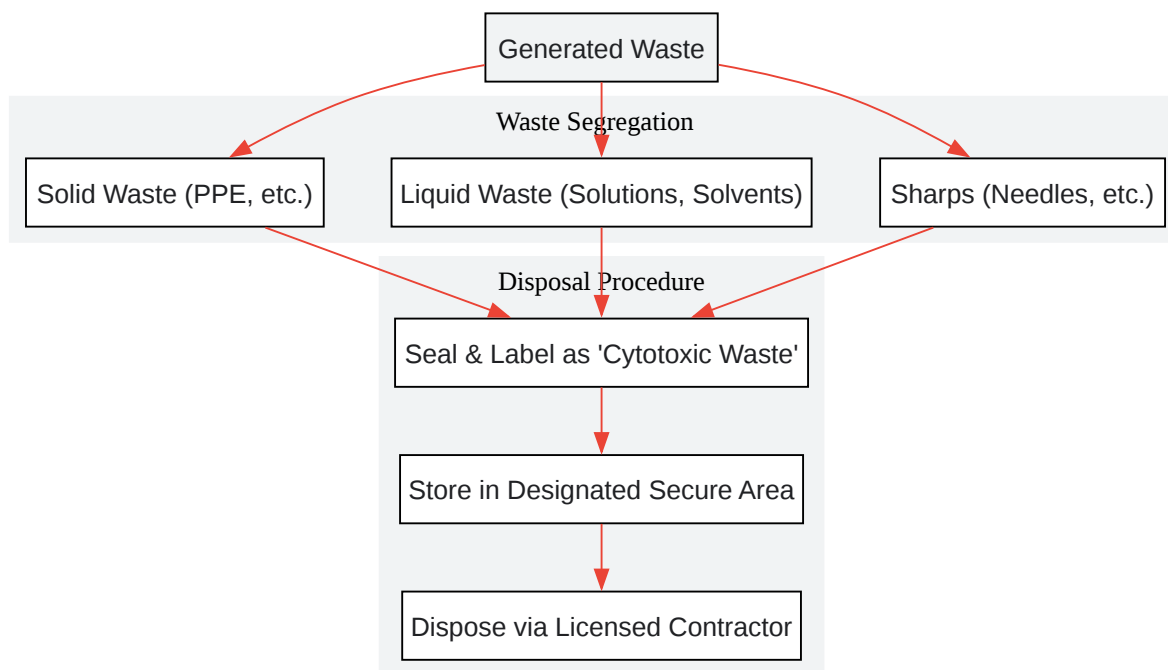 Generated Waste
Waste Segregation
Solid Waste (PPE, etc.)
Liquid Waste (Solutions, Solvents)
Sharps (Needles, etc.)
Disposal Procedure
Seal & Label as 'Cytotoxic Waste'
Store in Designated Secure Area
Dispose via Licensed Contractor